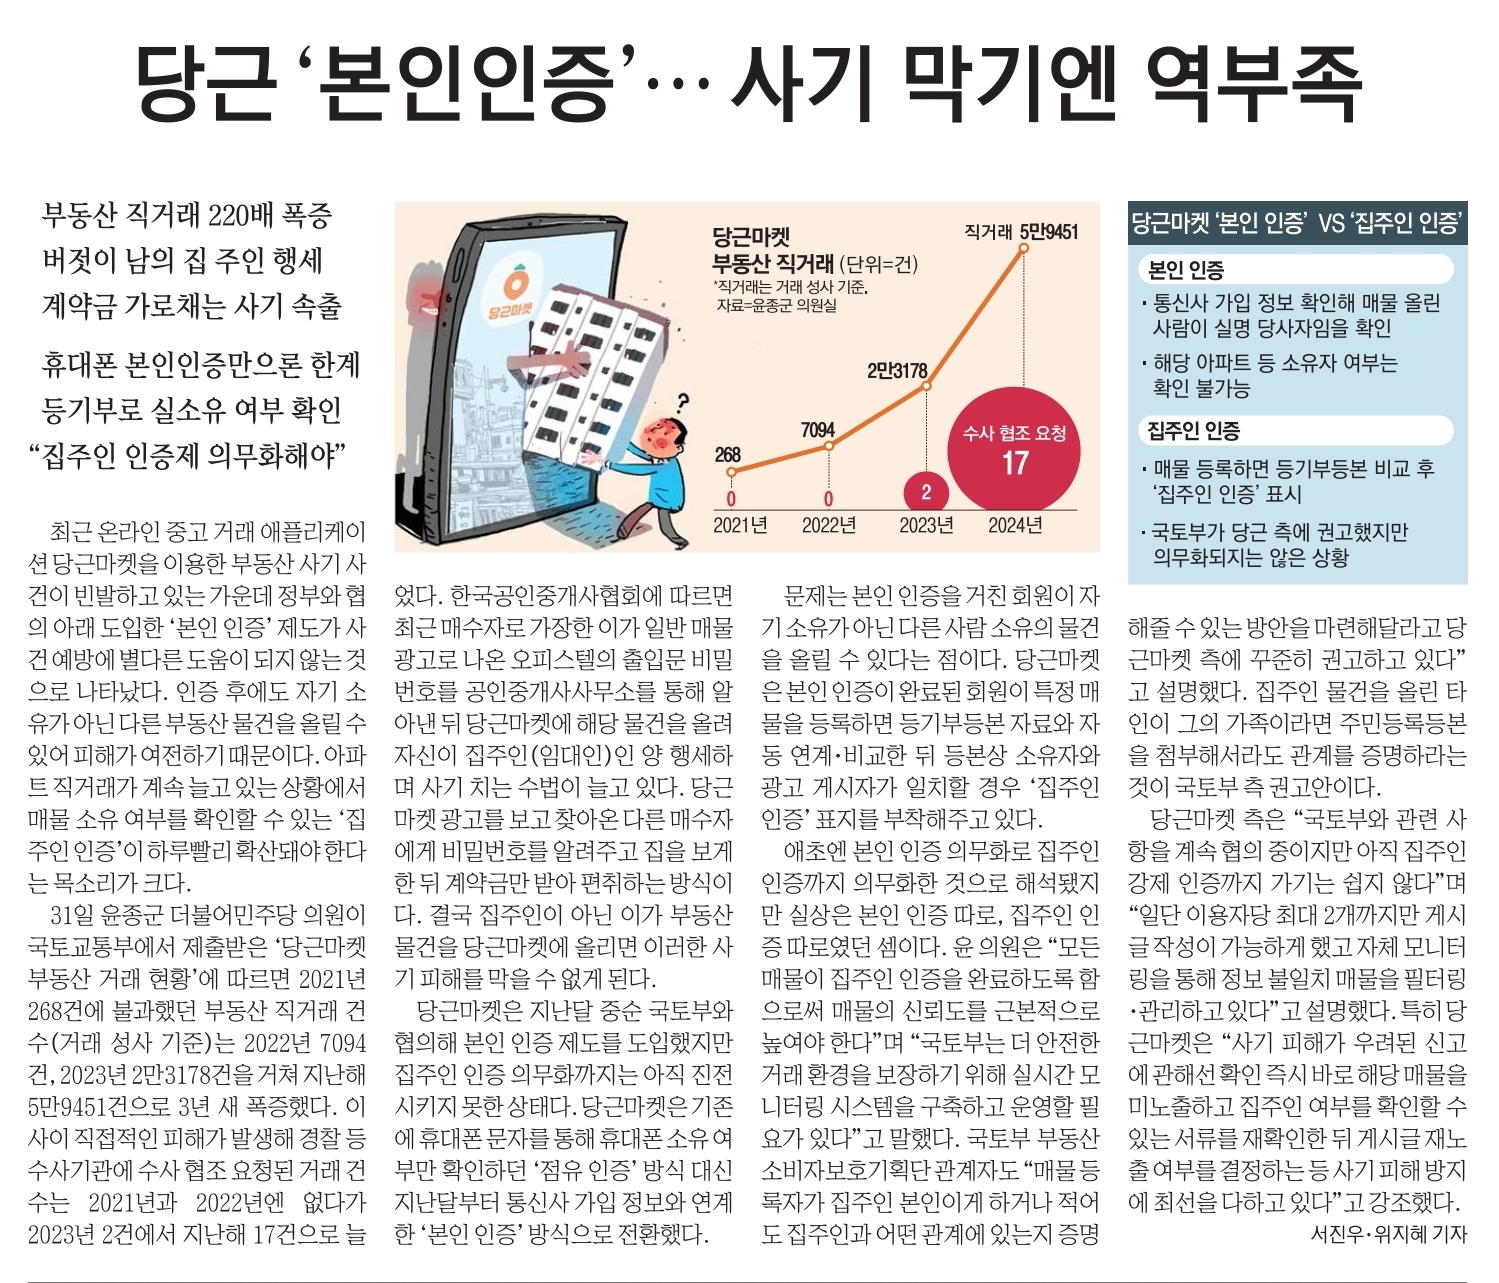 당근 ‘본인인증’… 사기 막기엔 역부족
부동산 직거래 220배 폭증
버젓이 남의 집 주인 행세
계약금 가로채는 사기 속출
휴대폰 본인인증만으론 한계
등기부로 실소유 여부 확인
“집주인 인증제 의무화해야”
최근 온라인 중고 거래 애플리케이
션 당근마켓을 이용한 부동산 사기 사
건이 빈발하고 있는 가운데 정부와 협
의 아래 도입한 ‘본인 인증’ 제도가 사
건 예방에 별다른 도움이 되지 않는 것
으로 나타났다. 인증 후에도 자기 소
유가 아닌 다른 부동산 물건을 올릴 수
있어 피해가 여전하기 때문이다. 아파
트 직거래가 계속 늘고 있는 상황에서
매물 소유 여부를 확인할 수 있는 ‘집
주인 인증’이 하루빨리 확산돼야 한다
는 목소리가 크다.
31일 윤종군 더불어민주당 의원이
국토교통부에서 제출받은 ‘당근마켓
부동산 거래 현황’에 따르면 2021년
268건에 불과했던 부동산 직거래 건
수(거래 성사 기준)는 2022년 7094
건, 2023년 2만3178건을 거쳐 지난해
5만9451건으로 3년 새 폭증했다. 이
사이 직접적인 피해가 발생해 경찰 등
수사기관에 수사 협조 요청된 거래 건
수는 2021년과 2022년엔 없다가
2023년 2건에서 지난해 17건으로 늘
당근마켓
당근마켓
부동산 직거래 (단위=건)
*직거래는 거래 성사 기준.
자료=윤종군 의원실
직거래 5만9451
2만3178
7094
268
수사 협조 요청
17
0
0
2
2021년
2022년
2023년
2024년
?
었다. 한국공인중개사협회에 따르면
최근 매수자로 가장한 이가 일반 매물
광고로 나온 오피스텔의 출입문 비밀
번호를 공인중개사사무소를 통해 알
아낸 뒤 당근마켓에 해당 물건을 올려
자신이 집주인(임대인)인 양 행세하
며 사기 치는 수법이 늘고 있다. 당근
마켓 광고를 보고 찾아온 다른 매수자
에게 비밀번호를 알려주고 집을 보게
한 뒤 계약금만 받아 편취하는 방식이
다. 결국 집주인이 아닌 이가 부동산
물건을 당근마켓에 올리면 이러한 사
기 피해를 막을 수 없게 된다.
당근마켓은 지난달 중순 국토부와
협의해 본인 인증 제도를 도입했지만
집주인 인증 의무화까지는 아직 진전
시키지 못한 상태다. 당근마켓은 기존
에 휴대폰 문자를 통해 휴대폰 소유 여
부만 확인하던 ‘점유 인증’ 방식 대신
지난달부터 통신사 가입 정보와 연계
한 ‘본인 인증’ 방식으로 전환했다.
문제는 본인 인증을 거친 회원이 자
기 소유가 아닌 다른 사람 소유의 물건
을 올릴 수 있다는 점이다. 당근마켓
은 본인 인증이 완료된 회원이 특정 매
물을 등록하면 등기부등본 자료와 자
동 연계·비교한 뒤 등본상 소유자와
광고 게시자가 일치할 경우 ‘집주인
인증’ 표지를 부착해주고 있다.
애초엔 본인 인증 의무화로 집주인
인증까지 의무화한 것으로 해석됐지
만 실상은 본인 인증 따로, 집주인 인
증 따로였던 셈이다. 윤 의원은 “모든
매물이 집주인 인증을 완료하도록 함
으로써 매물의 신뢰도를 근본적으로
높여야 한다”며 “국토부는 더 안전한
거래 환경을 보장하기 위해 실시간 모
니터링 시스템을 구축하고 운영할 필
요가 있다”고 말했다. 국토부 부동산
소비자보호기획단 관계자도 “매물 등
록자가 집주인 본인이게 하거나 적어
도 집주인과 어떤 관계에 있는지 증명
당근마켓 ‘본인 인증’ VS ‘집주인 인증’
본인 인증
· 통신사 가입 정보 확인해 매물 올린
사람이 실명 당사자임을 확인
· 해당 아파트 등 소유자 여부는
확인 불가능
집주인 인증
· 매물 등록하면 등기부등본 비교 후
‘집주인 인증’ 표시
· 국토부가 당근 측에 권고했지만
의무화되지는 않은 상황
해줄 수 있는 방안을 마련해달라고 당
근마켓 측에 꾸준히 권고하고 있다”
고 설명했다. 집주인 물건을 올린 타
인이 그의 가족이라면 주민등록등본
을 첨부해서라도 관계를 증명하라는
것이 국토부 측 권고안이다.
당근마켓 측은 “국토부와 관련 사
항을 계속 협의 중이지만 아직 집주인
강제 인증까지 가기는 쉽지 않다”며
“일단 이용자당 최대 2개까지만 게시
글 작성이 가능하게 했고 자체 모니터
링을 통해 정보 불일치 매물을 필터링
·관리하고 있다”고 설명했다. 특히 당
근마켓은 “사기 피해가 우려된 신고
에 관해선 확인 즉시 바로 해당 매물을
미노출하고 집주인 여부를 확인할 수
있는 서류를 재확인한 뒤 게시글 재노
출 여부를 결정하는 등 사기 피해 방지
에 최선을 다하고 있다”고 강조했다.
서진우·위지혜 기자